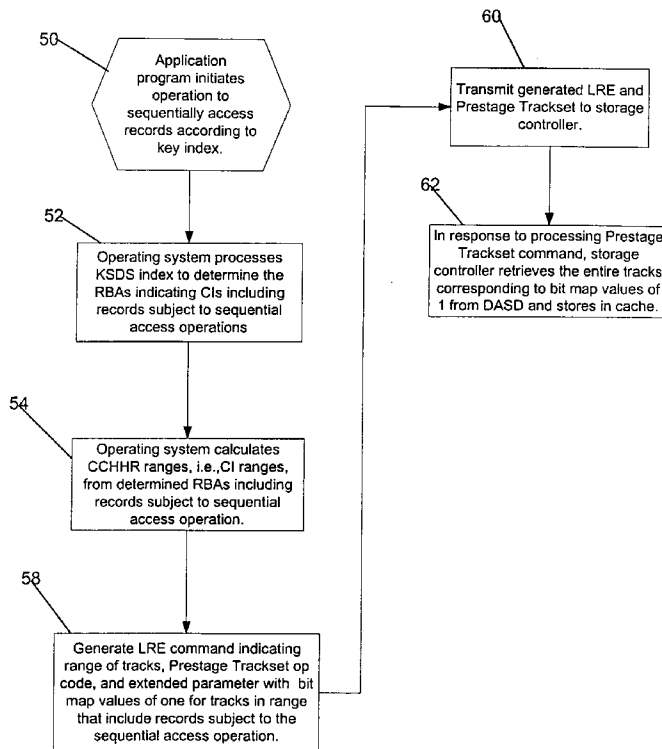 50
Application
program initiates
operation to
sequentially access
records according to
key index.
52
Operating system processes
KSDS index to determine the
RBAs indicating CIs including
records subject to sequential
access operations
54
Operating system calculates
CCHHR ranges, i.e.,CI ranges,
from determined RBAs including
records subject to sequential
access operation.
58
Generate LRE command indicating
range of tracks, Prestage Trackset op
code, and extended parameter with bit
map values of one for tracks in range
that include records subject to the
sequential access operation.
60
Transmit generated LRE and
Prestage Trackset to storage
controller.
62
In response to processing Prestage
Trackset command, storage
controller retrieves the entire tracks
corresponding to bit map values of
1 from DASD and stores in cache.